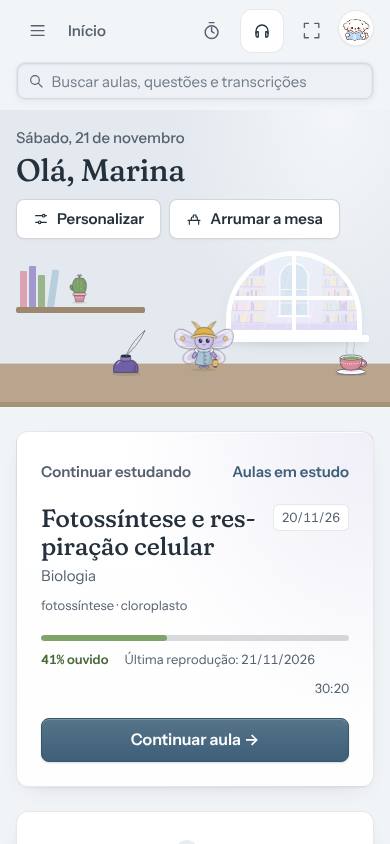 Início
Buscar aulas, questões e transcrições
Sábado, 21 de novembro
Olá, Marina
Personalizar
Arrumar a mesa
Continuar estudando
Aulas em estudo
Fotossíntese e res-
piração celular
20/11/26
Biologia
fotossíntese · cloroplasto
41% ouvido
Última reprodução: 21/11/2026
30:20
Continuar aula →